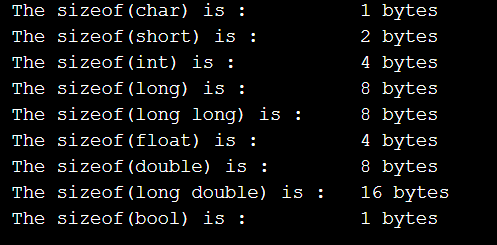 The sizeof(char) is :          1 bytes
The sizeof(short) is :         2 bytes
The sizeof(int) is :           4 bytes
The sizeof(long) is :          8 bytes
The sizeof(long long) is :     8 bytes
The sizeof(float) is :         4 bytes
The sizeof(double) is :        8 bytes
The sizeof(long double) is :   16 bytes
The sizeof(bool) is :          1 bytes